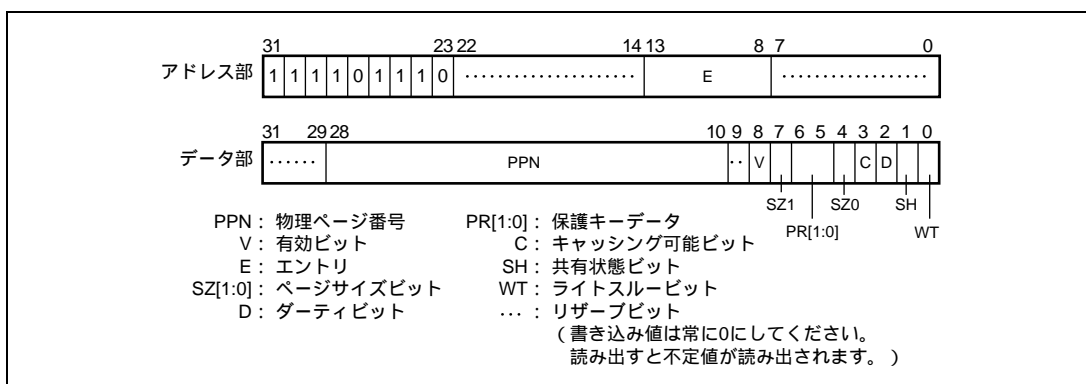 31 23 22 14 13 8 7 0
アドレス部 1 1 1 1 0 1 1 1 0 ···················· E ··················
31 29 28 10 9 8 7 6 5 4 3 2 1 0
データ部 ······ PPN ·· V C D
SZ1 SZ0 SH
PR[1:0] WT
PPN： 物理ページ番号 PR[1:0]： 保護キーデータ
V： 有効ビット C： キャッシング可能ビット
E： エントリ SH： 共有状態ビット
SZ[1:0]： ページサイズビット WT： ライトスルービット
D： ダーティビット ···： リザーブビット
（書き込み値は常に0にしてください。
読み出すと不定値が読み出されます。）